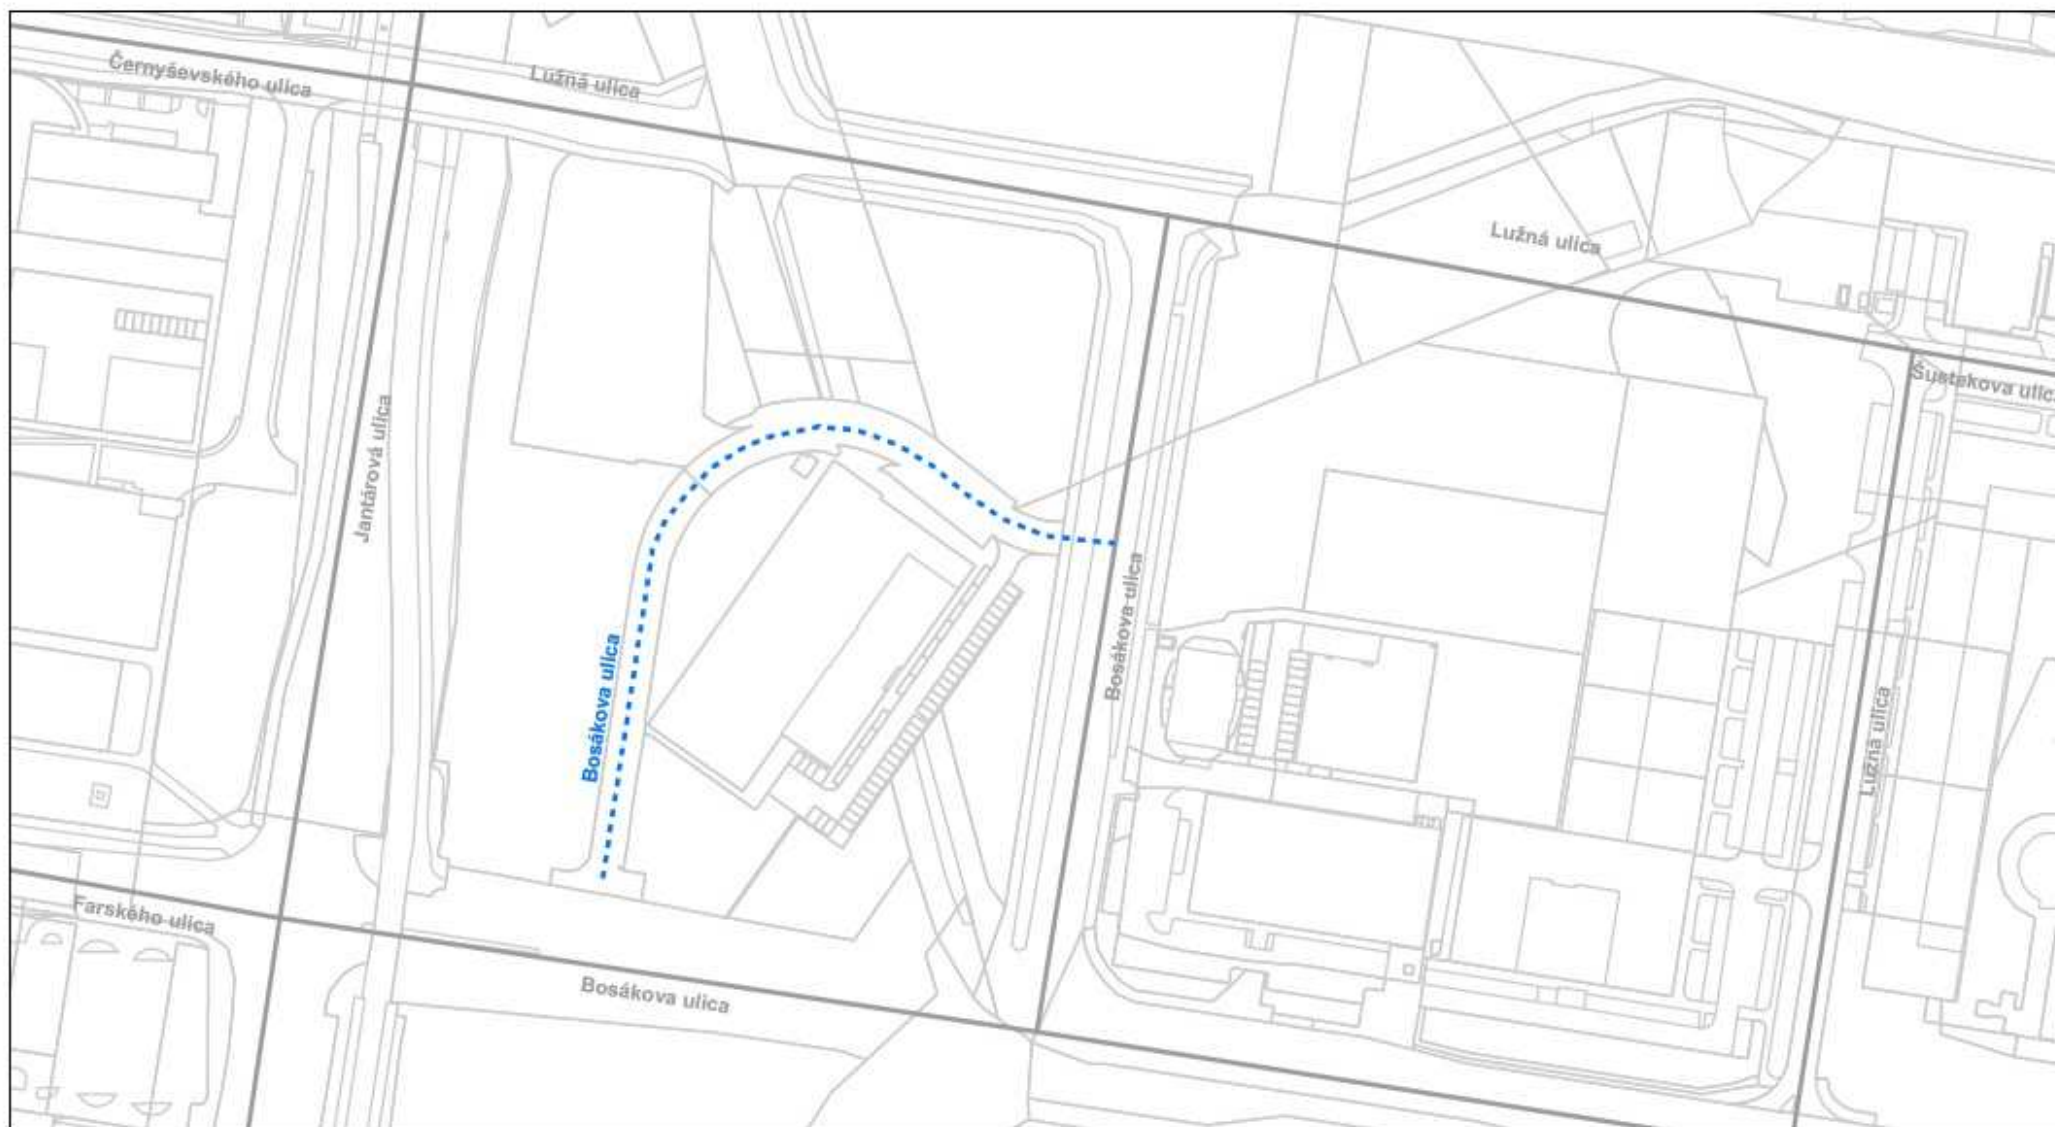 Černyševského ulica
Lužná ulica
Lužná ulica
Šustekova ulica
Jantárová ulica
Bosákova ulica
Bosákova ulica
Lužná ulica
Farského ulica
Bosákova ulica